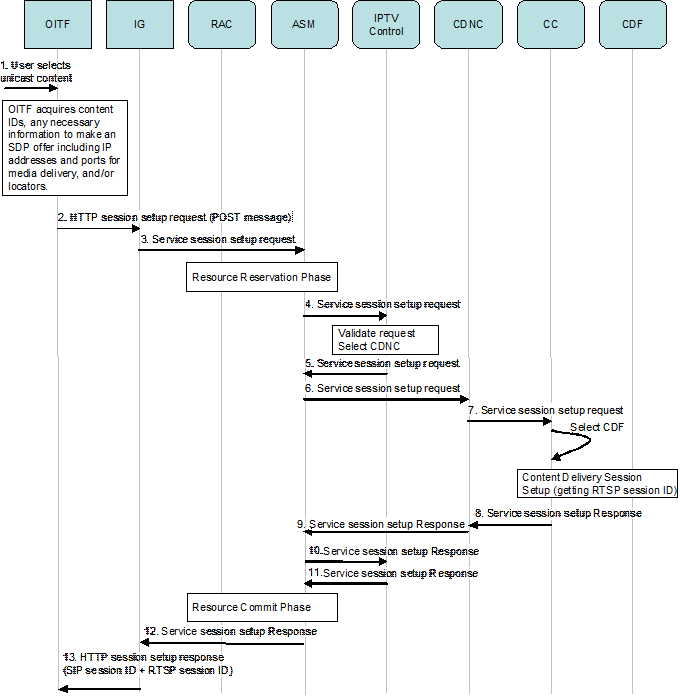 OITF
IG
RAC
ASM
IPTV
Control
CDNC
CC
CDF
1. User selects
unicast content
OITF acquires content
IDs, any necessary
information to make an
SDP offer including IP
addresses and ports for
media delivery, and/or
locators.
2. HTTP session setup request (POST message)
3. Service session setup request
Resource Reservation Phase
4. Service session setup request
Validate request
Select CDNC
5. Service session setup request
6. Service session setup request
7. Service session setup request
Select CDF
Content Delivery Session
Setup (getting RTSP session ID)
8. Service session setup Response
9. Service session setup Response
10.Service session setup Response
11.Service session setup Response
Resource Commit Phase
12. Service session setup Response
13. HTTP session setup response
(SIP session ID + RTSP session ID)